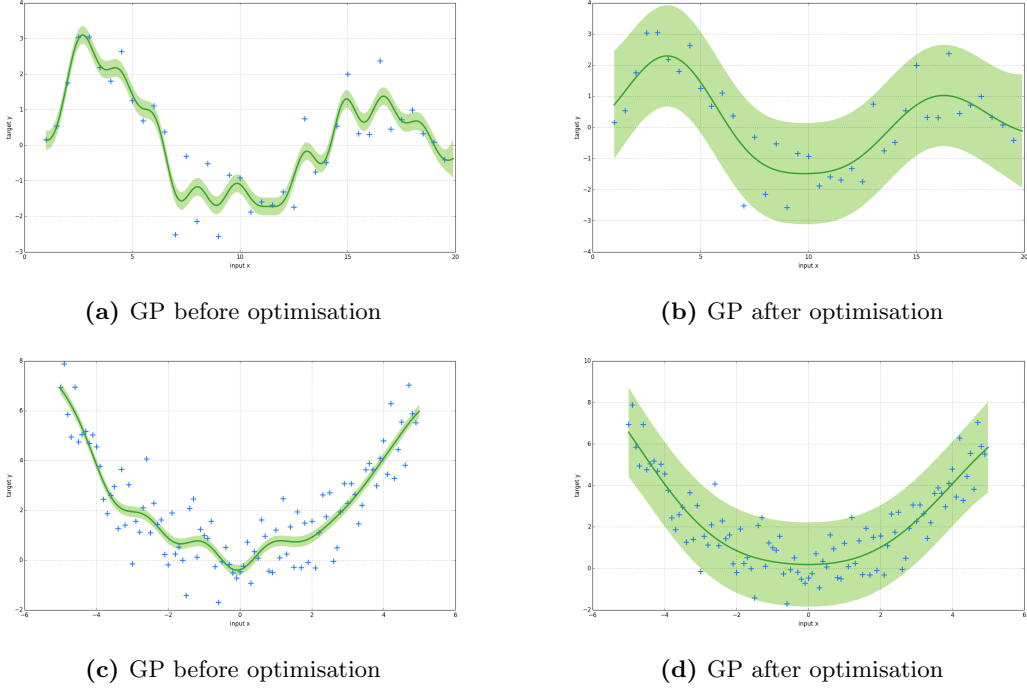 4
3
2
1
0
−1
−2
−3
target y
0 5 10 15 20
input x
(a) GP before optimisation
4
3
2
1
0
−1
−2
−3
−4
target y
0 5 10 15 20
input x
(b) GP after optimisation
8
6
4
2
0
−2
target y
−6 −4 −2 0 2 4 6
input x
(c) GP before optimisation
10
8
6
4
2
0
−2
target y
−6 −4 −2 0 2 4 6
input x
(d) GP after optimisation